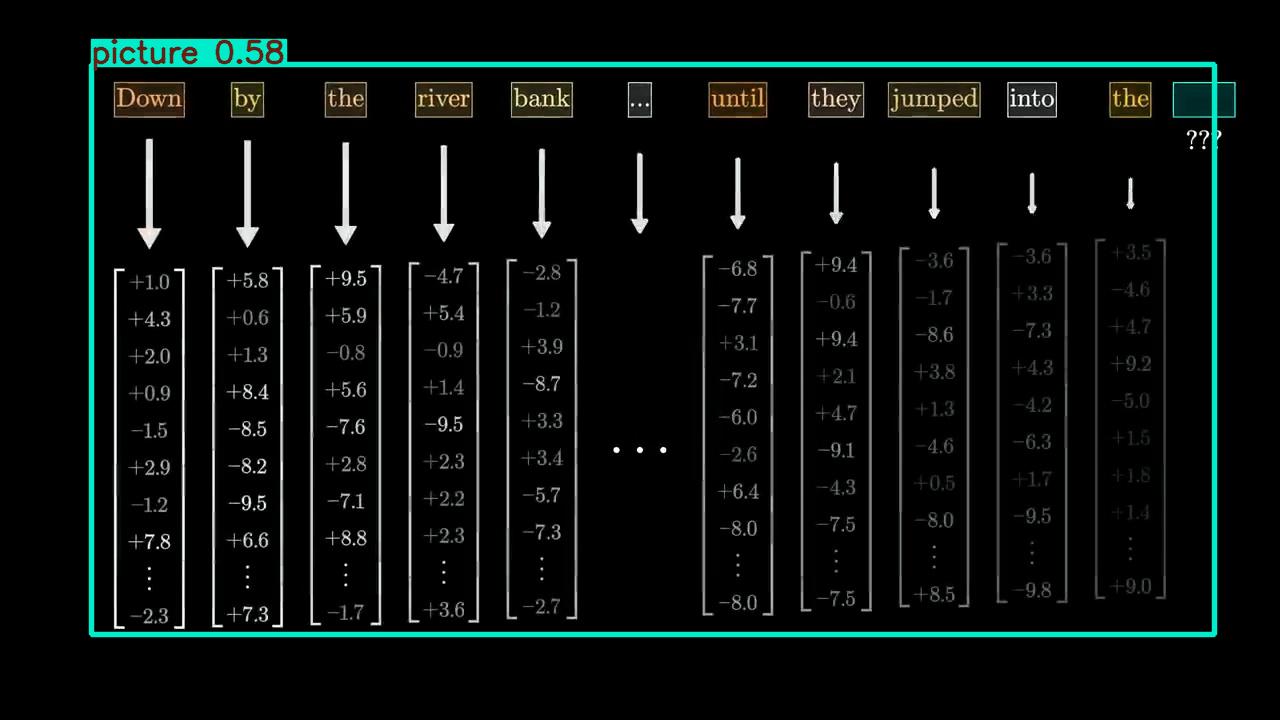 picture 0.58
Down by the river bank ... until they jumped into the
???
+1.0 +5.8 +9.5 −4.7 −2.8 −6.8 +9.4 −3.6 −3.6 +3.5
+4.3 +0.6 +5.9 +5.4 −1.2 −7.7 −0.6 −1.7 +3.3 −4.6
+2.0 +1.3 −0.8 −0.9 +3.9 +3.1 +9.4 −8.6 −7.3 +4.7
+0.9 +8.4 +5.6 +1.4 −8.7 −7.2 +2.1 +3.8 +4.3 +9.2
−1.5 −8.5 −7.6 −9.5 +3.3 −6.0 +4.7 +1.3 −4.2 −5.0
+2.9 −8.2 +2.8 +2.3 +3.4 ... −2.6 −9.1 −4.6 −6.3 +1.5
−1.2 −9.5 −7.1 +2.2 −5.7 +6.4 −4.3 +0.5 +1.7 +1.8
+7.8 +6.6 +8.8 +2.3 −7.3 −8.0 −7.5 −8.0 −9.5 +1.4
⋮ ⋮ ⋮ ⋮ ⋮ ⋮ ⋮ ⋮ ⋮ ⋮
−2.3 +7.3 −1.7 +3.6 −2.7 −8.0 −7.5 +8.5 −9.8 +9.0